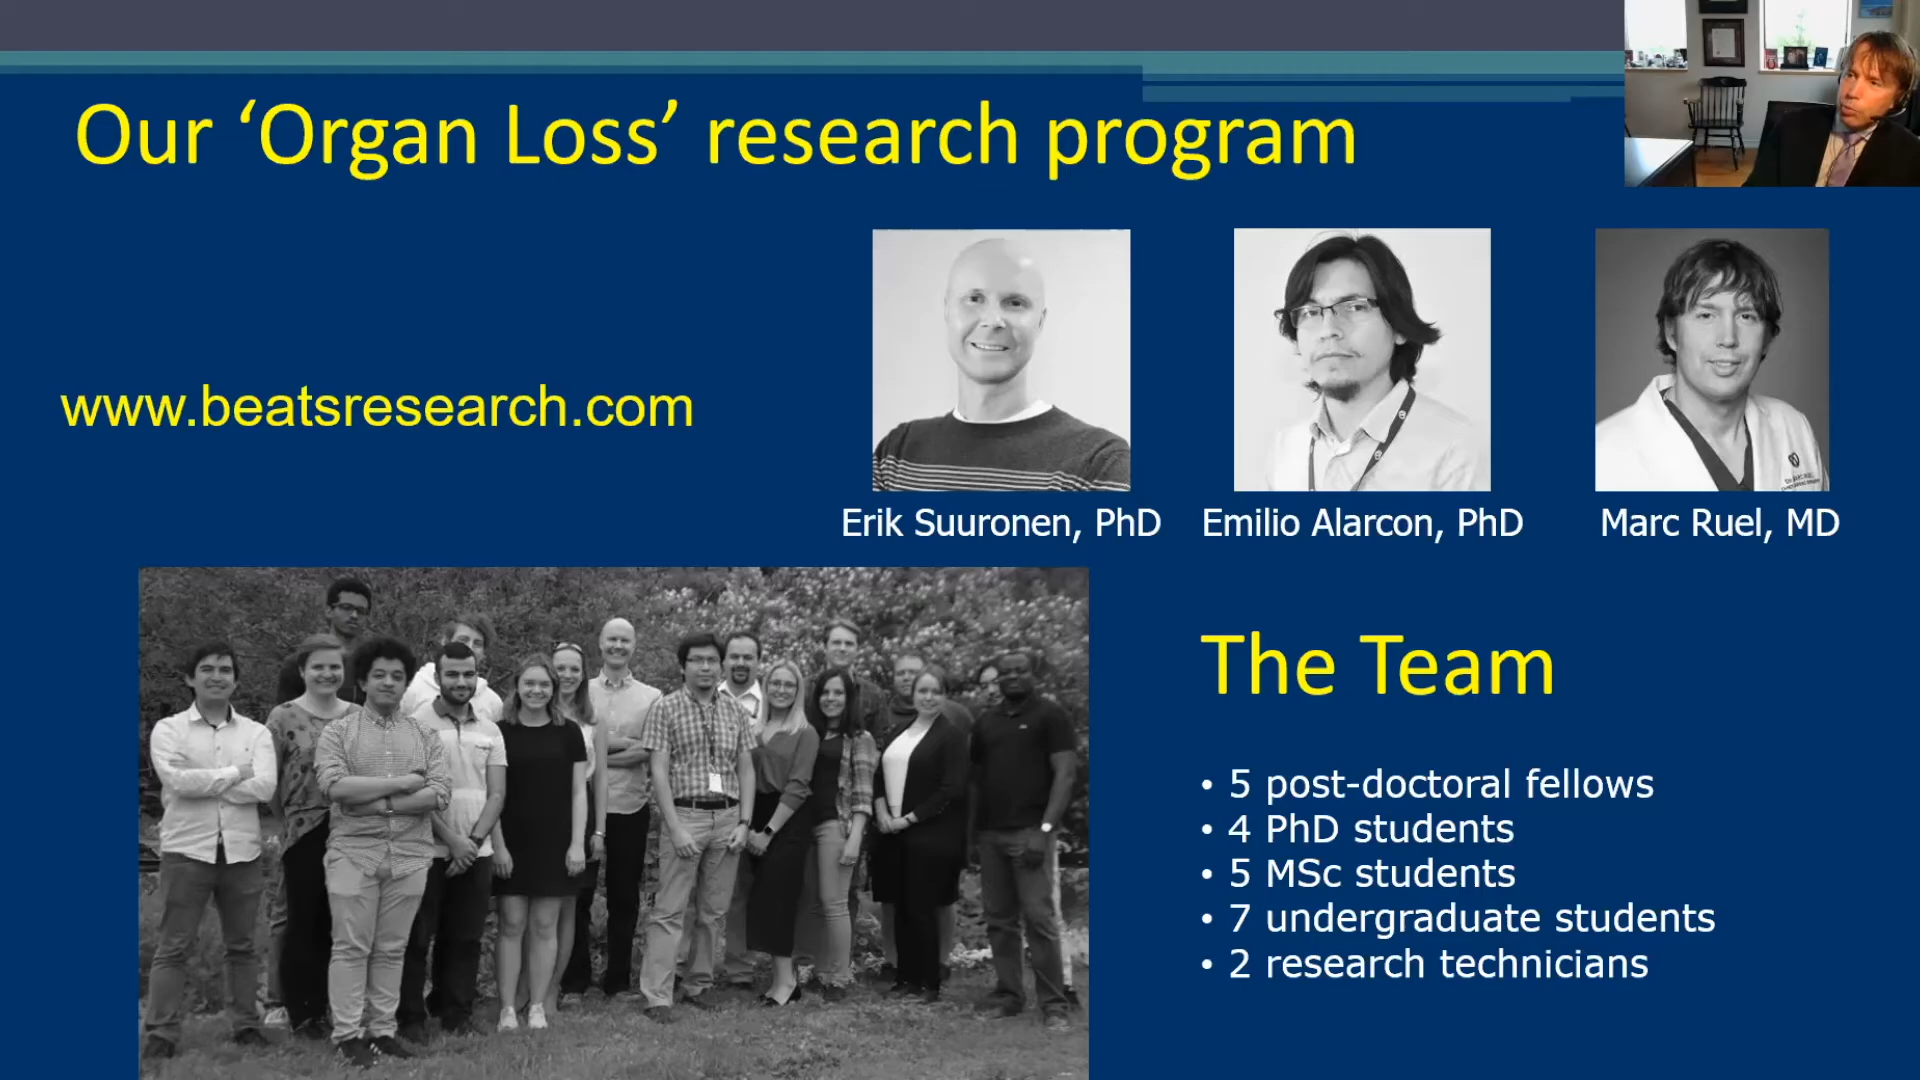 Our ‘Organ Loss’ research program
www.beatsresearch.com
Erik Suuronen, PhD
Emilio Alarcon, PhD
Marc Ruel, MD
The Team
• 5 post-doctoral fellows
• 4 PhD students
• 5 MSc students
• 7 undergraduate students
• 2 research technicians